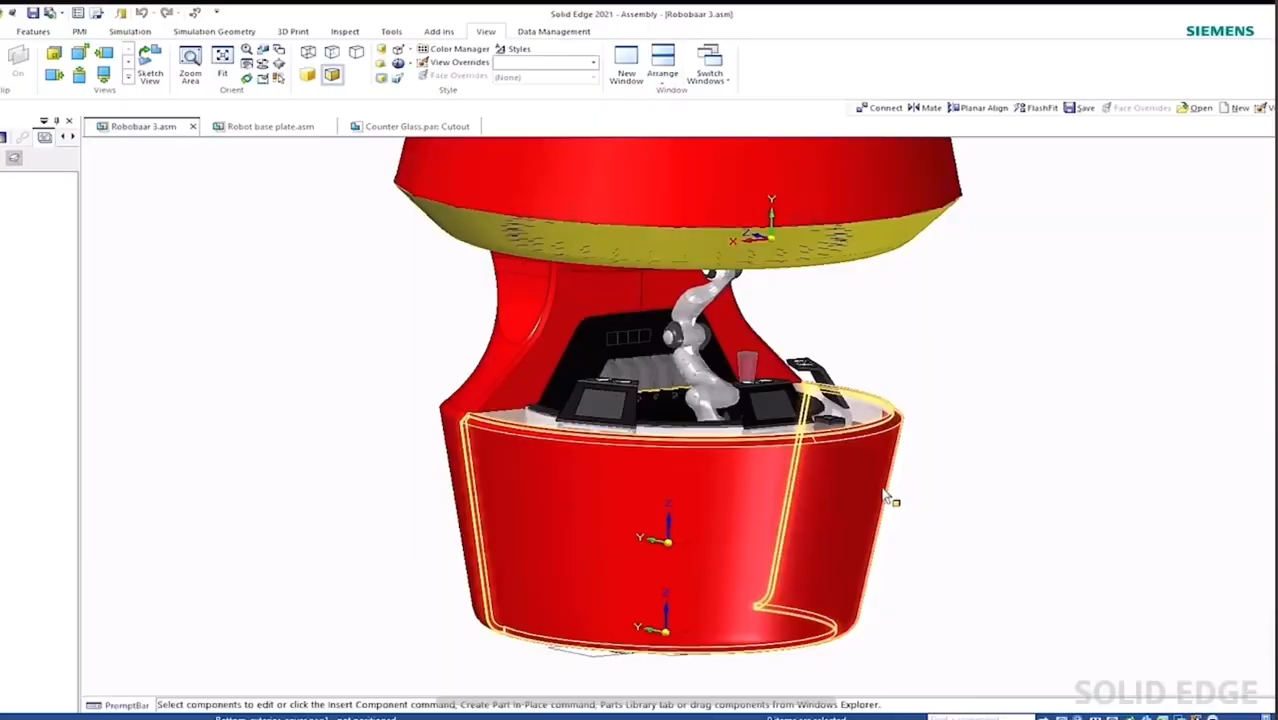 Solid Edge 2021 - Assembly - [Robobaar 3.asm]
Features PMI Simulation Simulation Geometry 3D Print Inspect Tools Add Ins View Data Management
SIEMENS
On
Sketch View
Zoom Area
Fit
Color Manager
Styles
View Overrides
Face Overrides
(None)
New Window
Arrange
Switch Windows
Views
Orient
Style
Window
Connect Mate Planar Align FlashFit Save Face Overrides Open New
Robobaar 3.asm
Robot base plate.asm
Counter Glass.par: Cutout
Y
Z
X
Z
Y
Z
Y
SOLID EDGE
PromptBar
Select components to edit or click the Insert Component command, Create Part In-Place command, Parts Library tab or drag components from Windows Explorer.